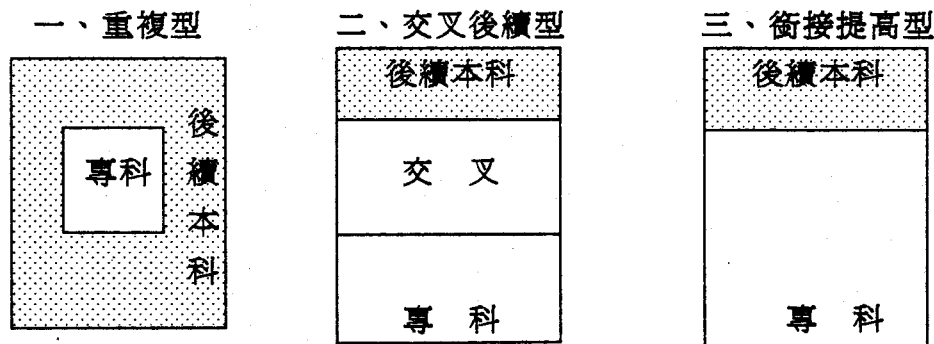 一、重複型
專科
後續本科
二、交叉後續型
後續本科
交 叉
專 科
三、銜接提高型
後續本科
專 科